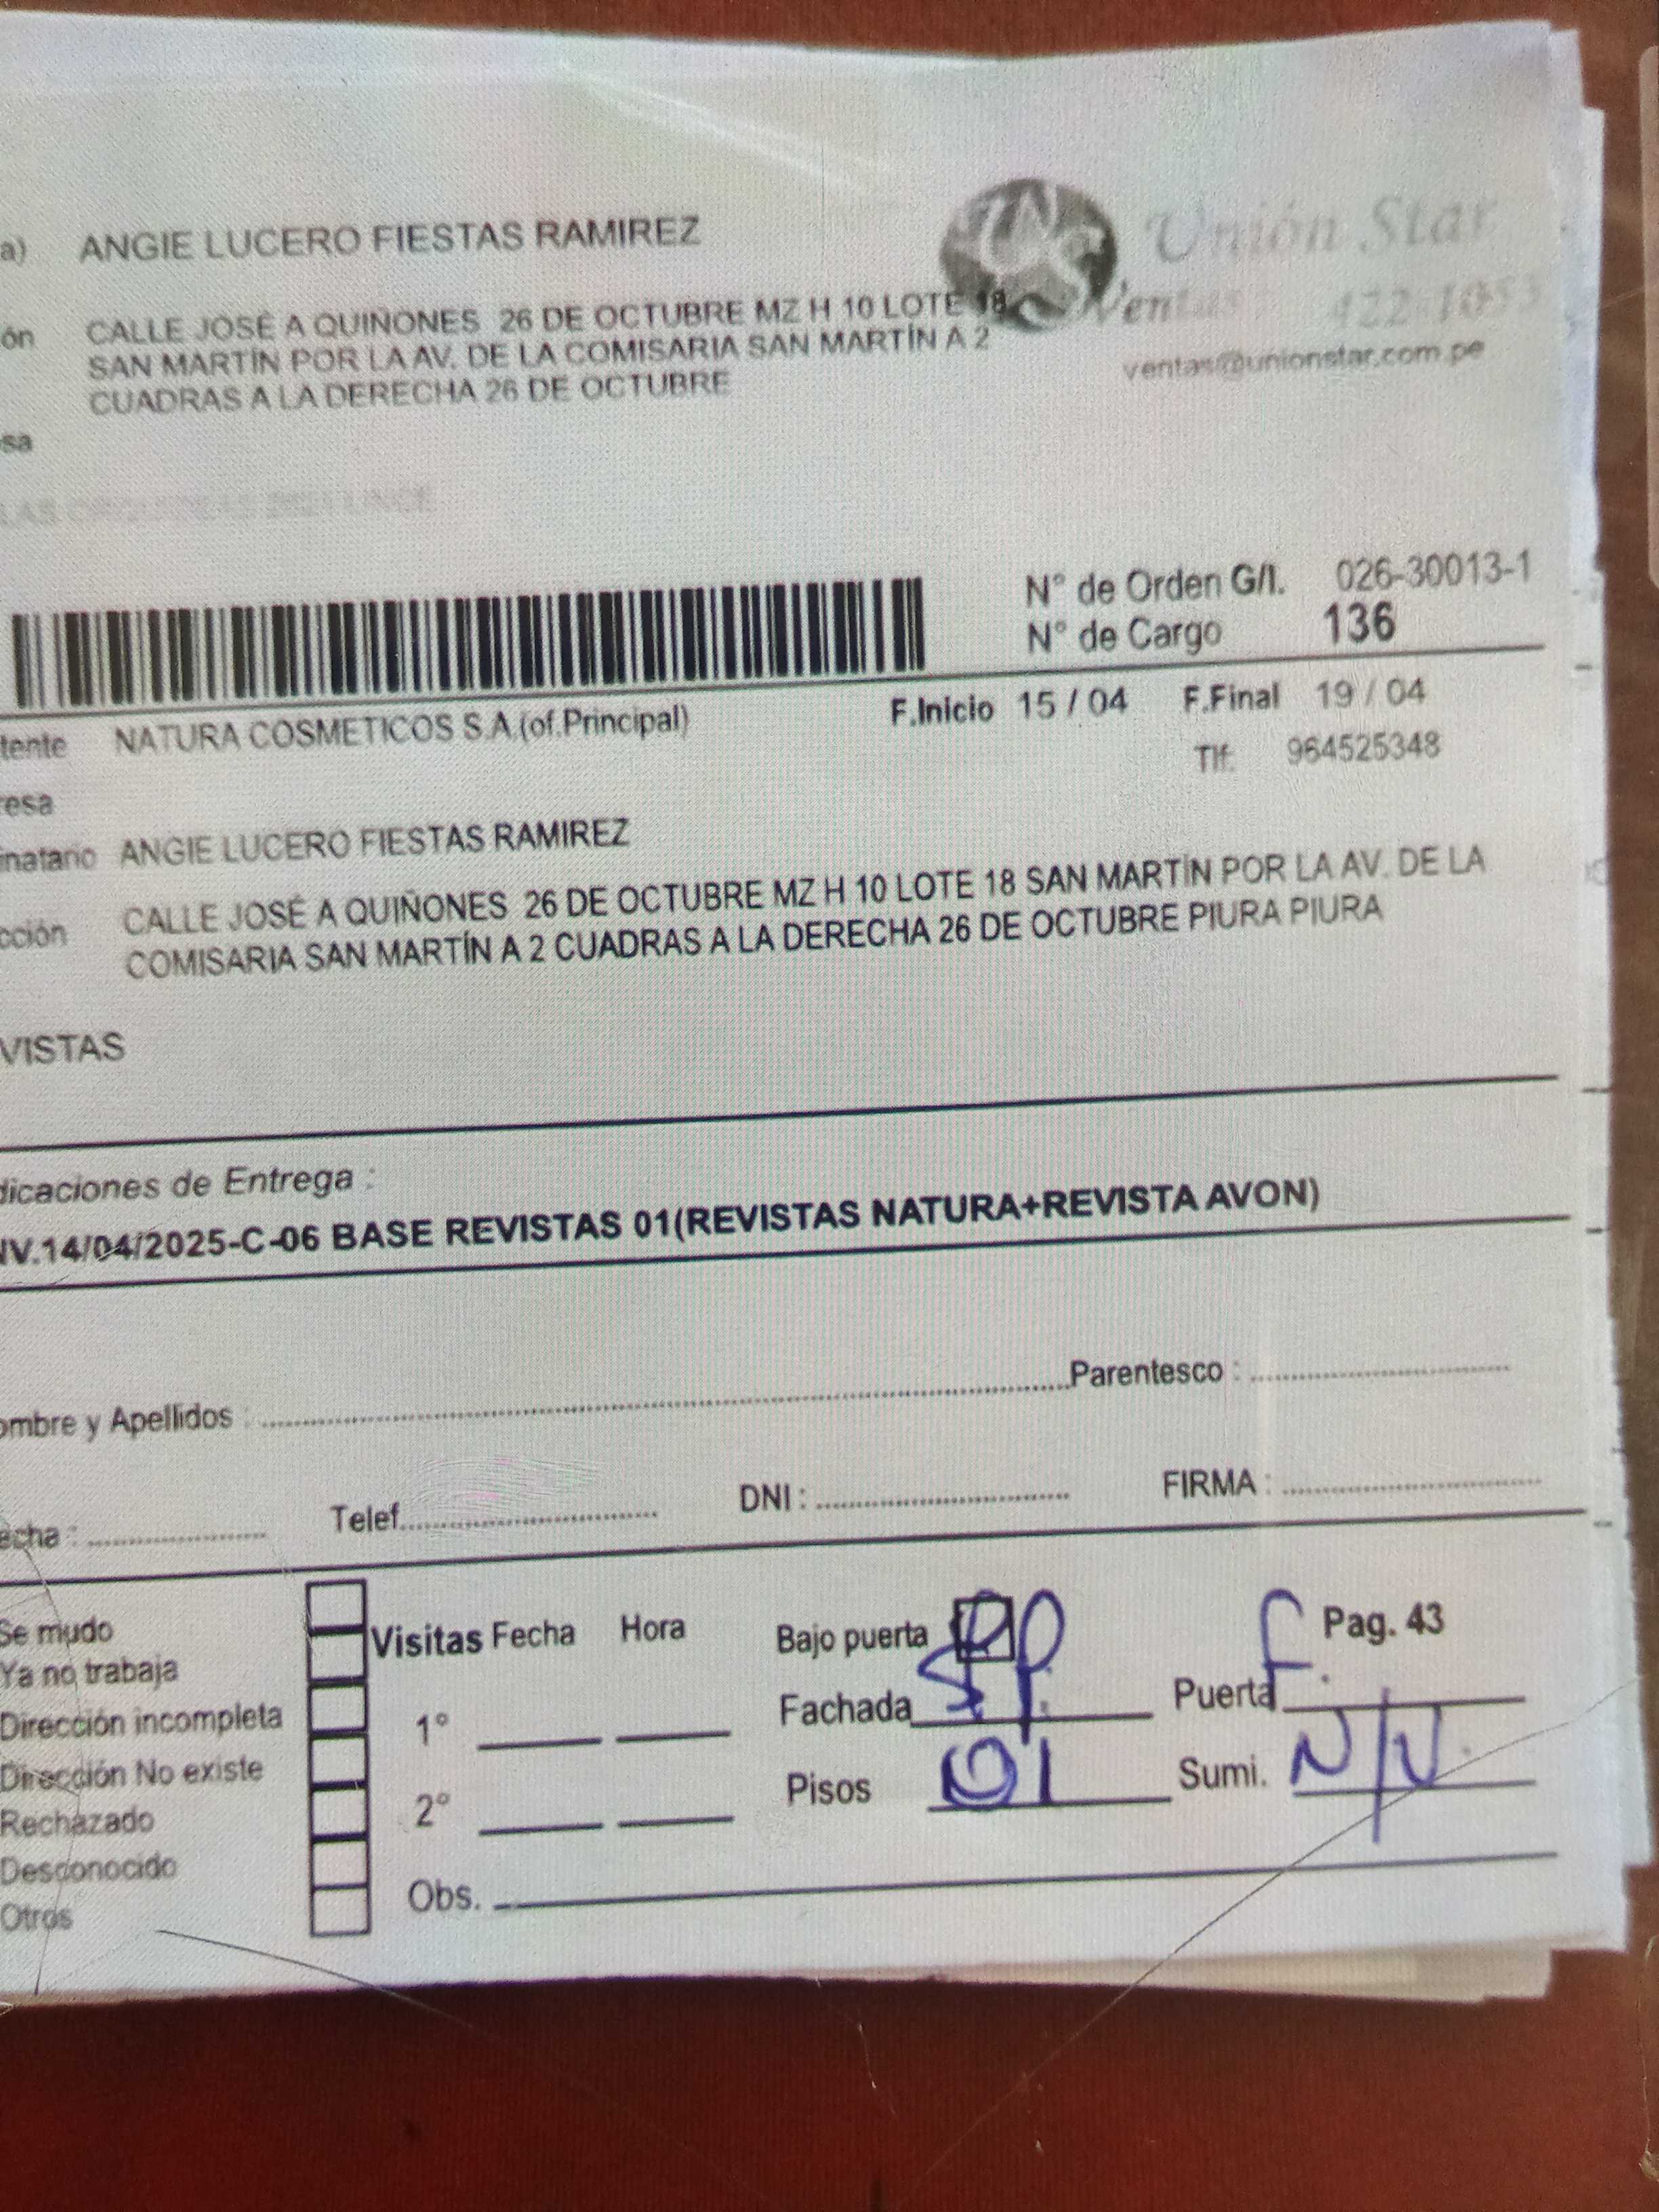 a) ANGIE LUCERO FIESTAS RAMIREZ
Unión Star
Ventas 422-1053
ventas@unionstar.com.pe
ón CALLE JOSÉ A QUIÑONES 26 DE OCTUBRE MZ H 10 LOTE 18
SAN MARTÍN POR LA AV. DE LA COMISARIA SAN MARTÍN A 2
CUADRAS A LA DERECHA 26 DE OCTUBRE
sa
LAS LINCE
N° de Orden G/I. 026-30013-1
N° de Cargo 136
F.Inicio 15 / 04 F.Final 19 / 04
tente NATURA COSMETICOS S.A.(of.Principal)
Tlf: 964525348
resa
inatario ANGIE LUCERO FIESTAS RAMIREZ
cción CALLE JOSÉ A QUIÑONES 26 DE OCTUBRE MZ H 10 LOTE 18 SAN MARTÍN POR LA AV. DE LA
COMISARIA SAN MARTÍN A 2 CUADRAS A LA DERECHA 26 DE OCTUBRE PIURA PIURA
VISTAS
dicaciones de Entrega :
NV.14/04/2025-C-06 BASE REVISTAS 01(REVISTAS NATURA+REVISTA AVON)
ombre y Apellidos : Parentesco :
echa : Telef. DNI : FIRMA :
Se mudo
Ya no trabaja
Dirección incompleta
Dirección No existe
Rechazado
Desconocido
Otros
Visitas Fecha Hora
1°
2°
Obs.
Bajo puerta
Pag. 43
Fachada Puerta F.
Pisos 01 Sumi. N/N.